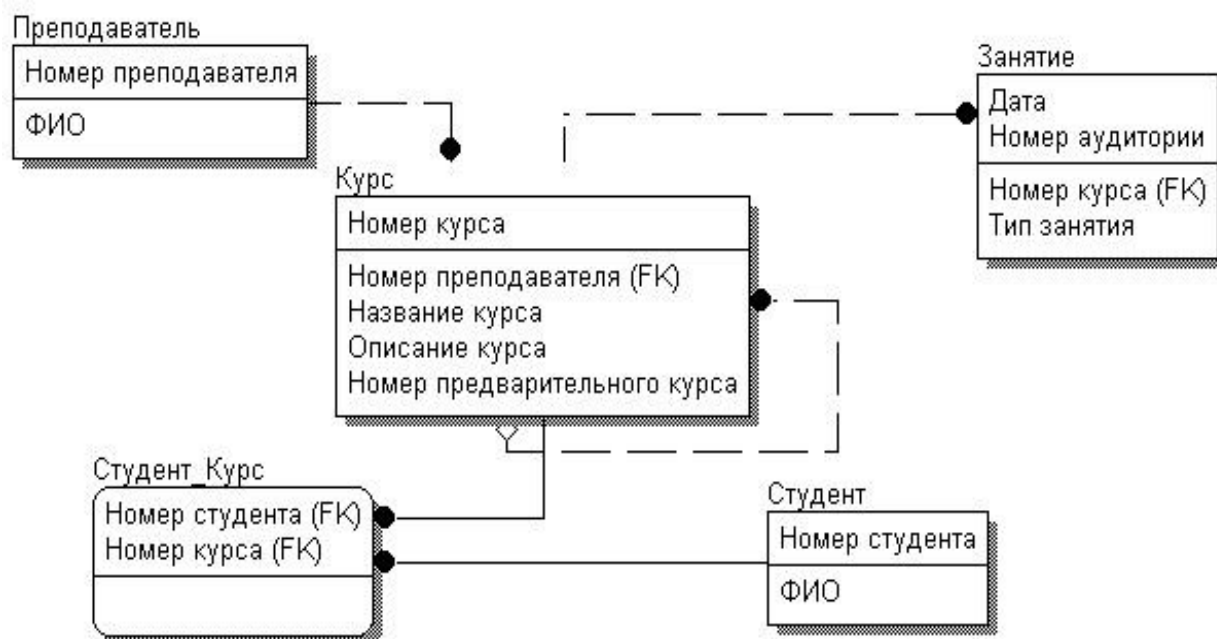 Преподаватель
Номер преподавателя
ФИО
Занятие
Дата
Номер аудитории
Номер курса (FK)
Тип занятия
Курс
Номер курса
Номер преподавателя (FK)
Название курса
Описание курса
Номер предварительного курса
Студент_Курс
Номер студента (FK)
Номер курса (FK)
Студент
Номер студента
ФИО